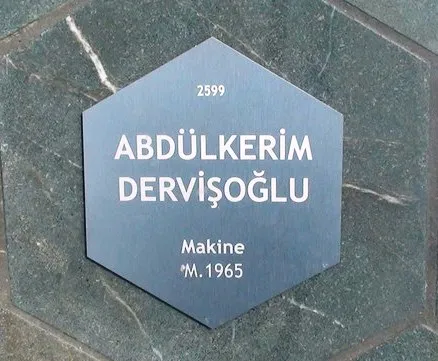 2599
ABDÜLKERİM
DERVİŞOĞLU
Makine
M.1965